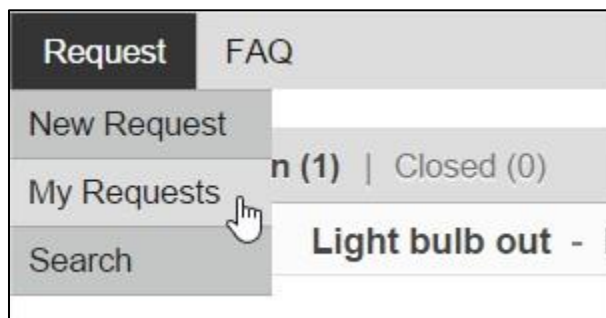 Request FAQ
New Request
n (1) | Closed (0)
My Requests
Light bulb out -
Search